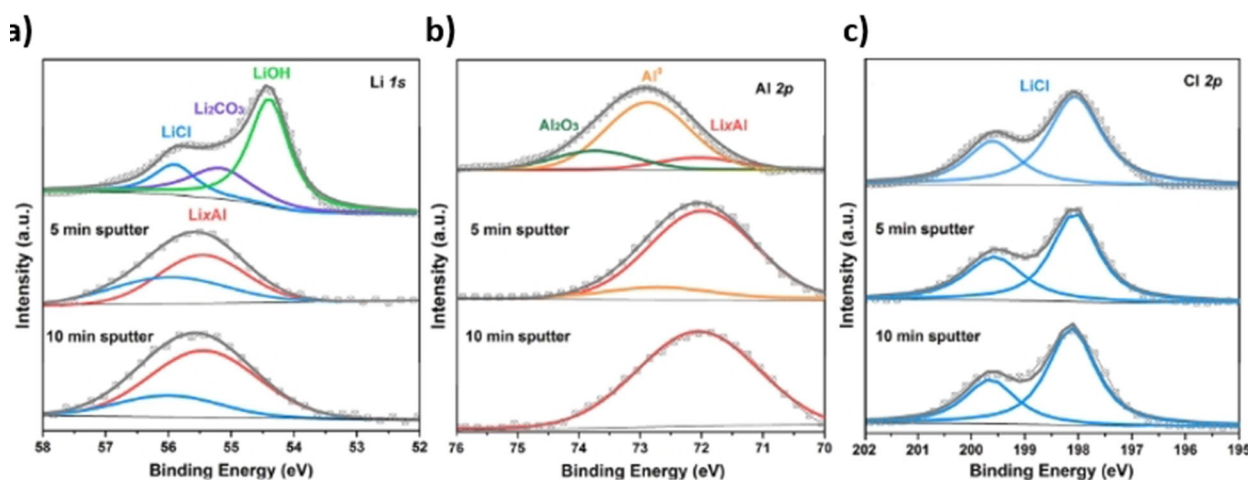 a)
Li 1s
LiOH
Li₂CO₃
LiCl
LixAl
5 min sputter
10 min sputter
Intensity (a.u.)
58 57 56 55 54 53 52
Binding Energy (eV)
b)
Al⁰
Al 2p
Al₂O₃
LixAl
5 min sputter
10 min sputter
Intensity (a.u.)
76 75 74 73 72 71 70
Binding Energy (eV)
c)
LiCl
Cl 2p
5 min sputter
10 min sputter
Intensity (a.u.)
202 201 200 199 198 197 196 195
Binding Energy (eV)